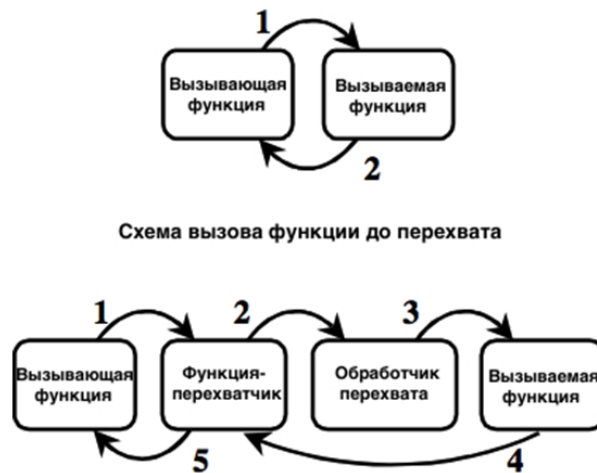 1
Вызывающая
функция
Вызываемая
функция
2
Схема вызова функции до перехвата
1
2
3
Вызывающая
функция
Функция-
перехватчик
Обработчик
перехвата
Вызываемая
функция
5
4